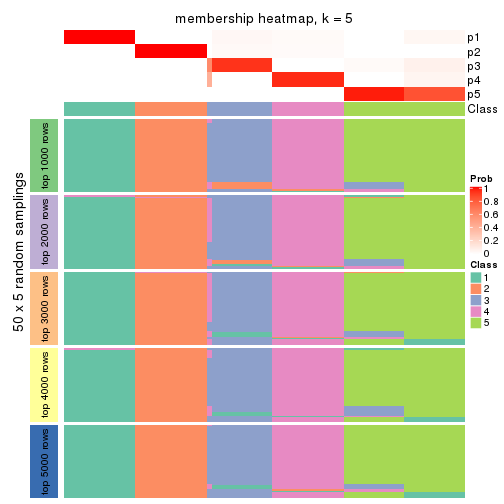 membership heatmap, k = 5
p1
p2
p3
p4
p5
Class
50 x 5 random samplings
top 1000 rows
top 2000 rows
top 3000 rows
top 4000 rows
top 5000 rows
Prob
1
0.8
0.6
0.4
0.2
0
Class
1
2
3
4
5